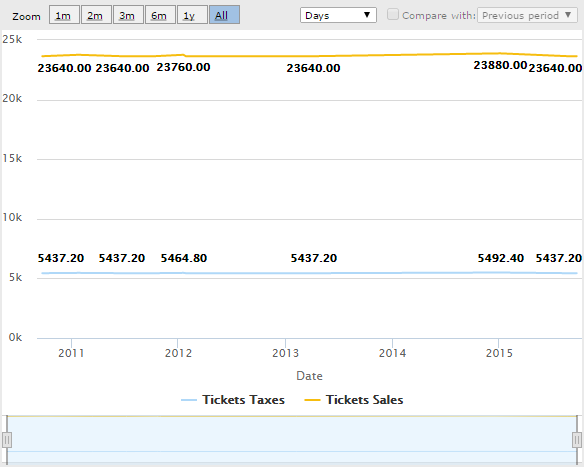 Zoom 1m 2m 3m 6m 1y All Days Compare with: Previous period
25k
23640.00 23640.00 23760.00 23640.00 23880.00 23640.00
20k
15k
10k
5437.20 5437.20 5464.80 5437.20 5492.40 5437.20
5k
0k
2011 2012 2013 2014 2015
Date
Tickets Taxes Tickets Sales